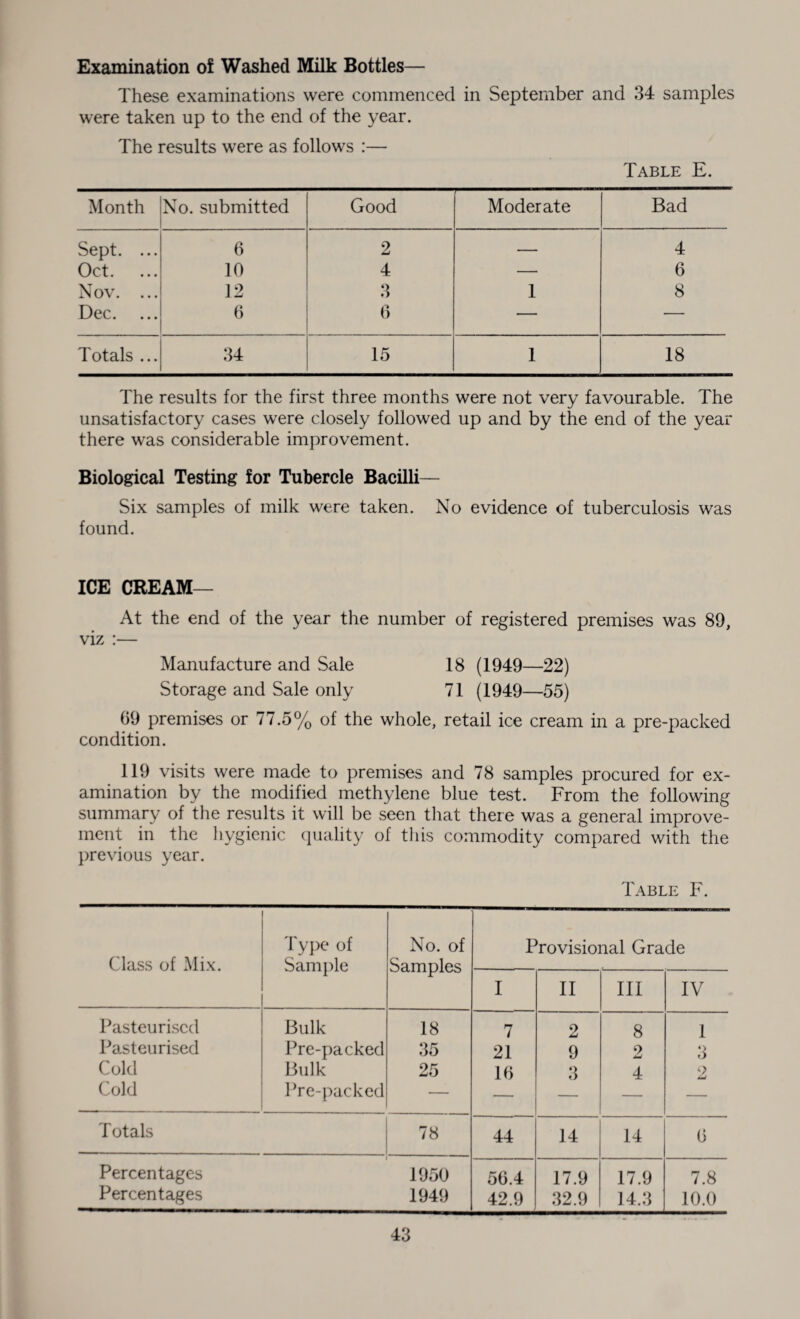 Examination of Washed Milk Bottles—
These examinations were commenced in September and 34 samples
were taken up to the end of the year.
The results were as follows :—
Table E.
Month No. submitted Good Moderate Bad
Sept. ... 6 2 — 4
Oct. ... 10 4 — 6
Nov. ... 12 3 1 8
Dec. ... 6 6 — —
Totals ... 34 15 1 18
The results for the first three months were not very favourable. The
unsatisfactory cases were closely followed up and by the end of the year
there was considerable improvement.
Biological Testing for Tubercle Bacilli—
Six samples of milk were taken. No evidence of tuberculosis was
found.
ICE CREAM—
At the end of the year the number of registered premises was 89,
viz :—
Manufacture and Sale 18 (1949—22)
Storage and Sale only 71 (1949—55)
69 premises or 77.5% of the whole, retail ice cream in a pre-packed
condition.
119 visits were made to premises and 78 samples procured for ex-
amination by the modified methylene blue test. From the following
summary of the results it will be seen that there was a general improve-
ment in the hygienic quality of this commodity compared with the
previous year.
Table F.
Class of Mix. Type of Sample No. of Samples Provisional Grade
I II III IV
Pasteurised Bulk 18 7 2 8 1
Pasteurised Pre-packed 35 21 9 2 3
Cold Bulk 25 16 3 4 2
Cold Pre-packed — — — — —
Totals 78 44 14 14 6
Percentages 1950 56.4 17.9 17.9 7.8
Percentages 1949 42.9 32.9 14.3 10.0
43